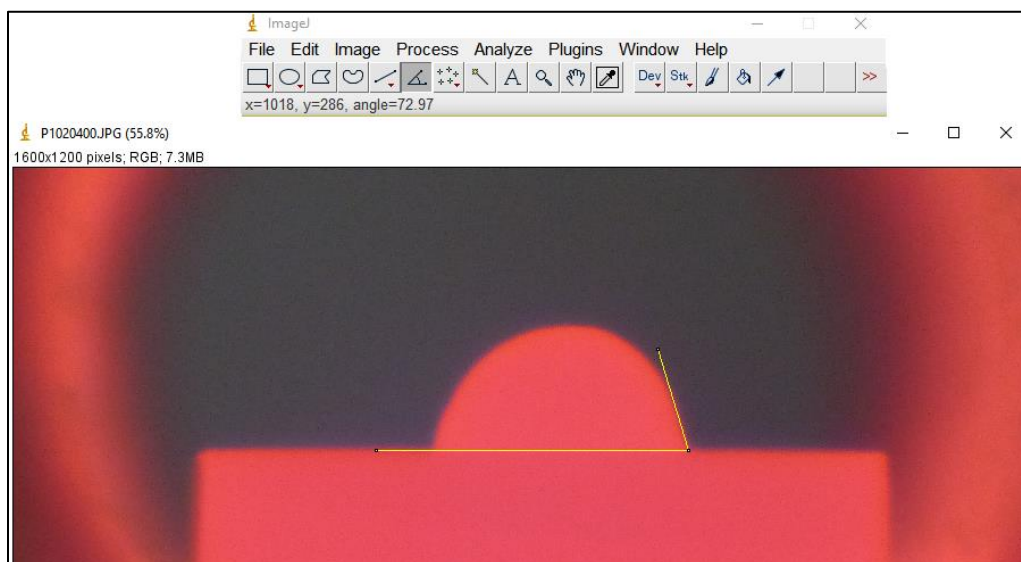 ImageJ
File Edit Image Process Analyze Plugins Window Help
A Dev Stk >>
x=1018, y=286, angle=72.97
P1020400.JPG (55.8%)
1600x1200 pixels; RGB; 7.3MB